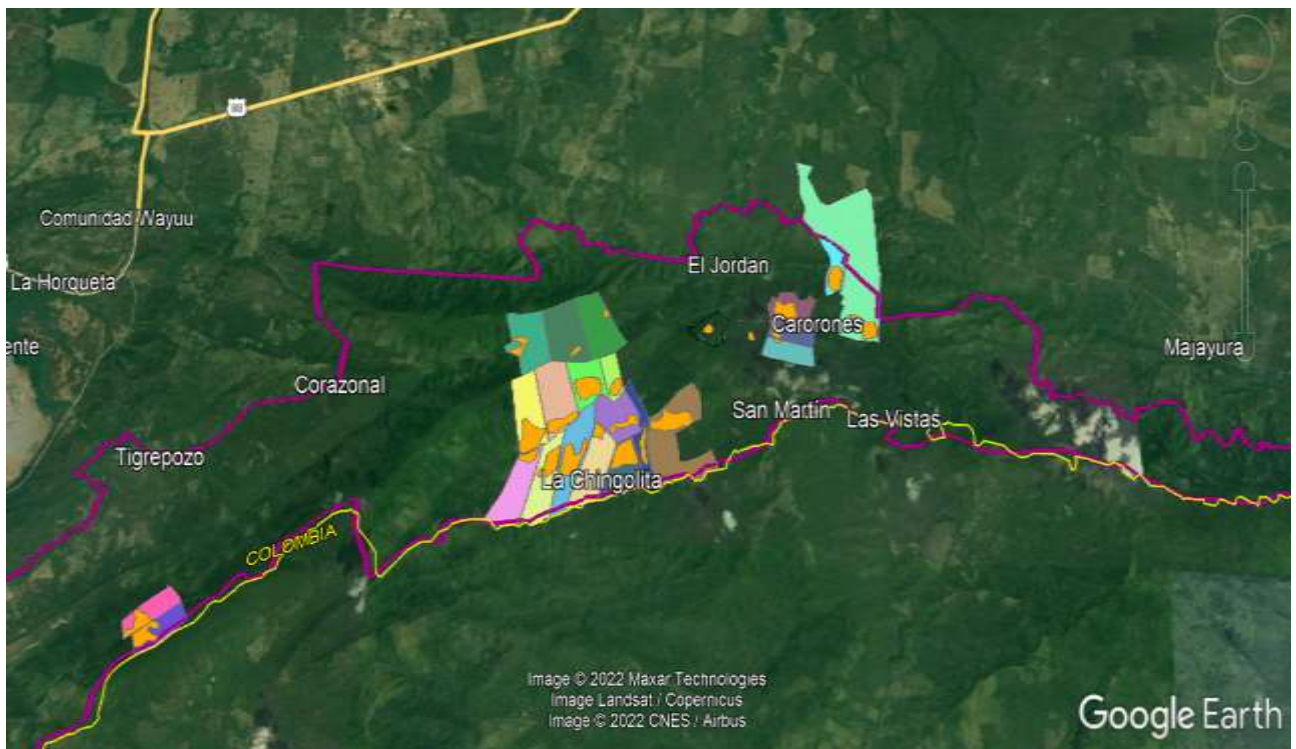 Comunidad Wayuu
La Horqueta
ente
El Jordan
Carorones
Majayura
Corazonal
San Martin
Las Vistas
Tigrepozo
La Chingolita
COLOMBIA
Image © 2022 Maxar Technologies
Image Landsat / Copernicus
Image © 2022 CNES / Airbus
Google Earth